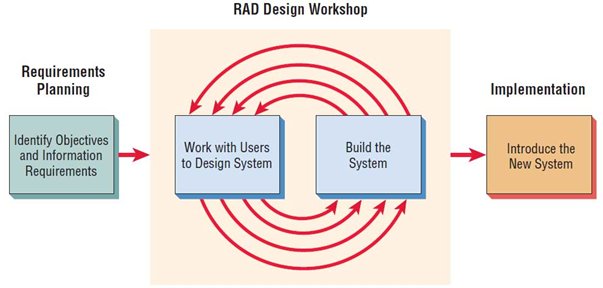 RAD Design Workshop
Requirements
Planning
Identify Objectives
and Information
Requirements
Work with Users
to Design System
Build the
System
Implementation
Introduce the
New System